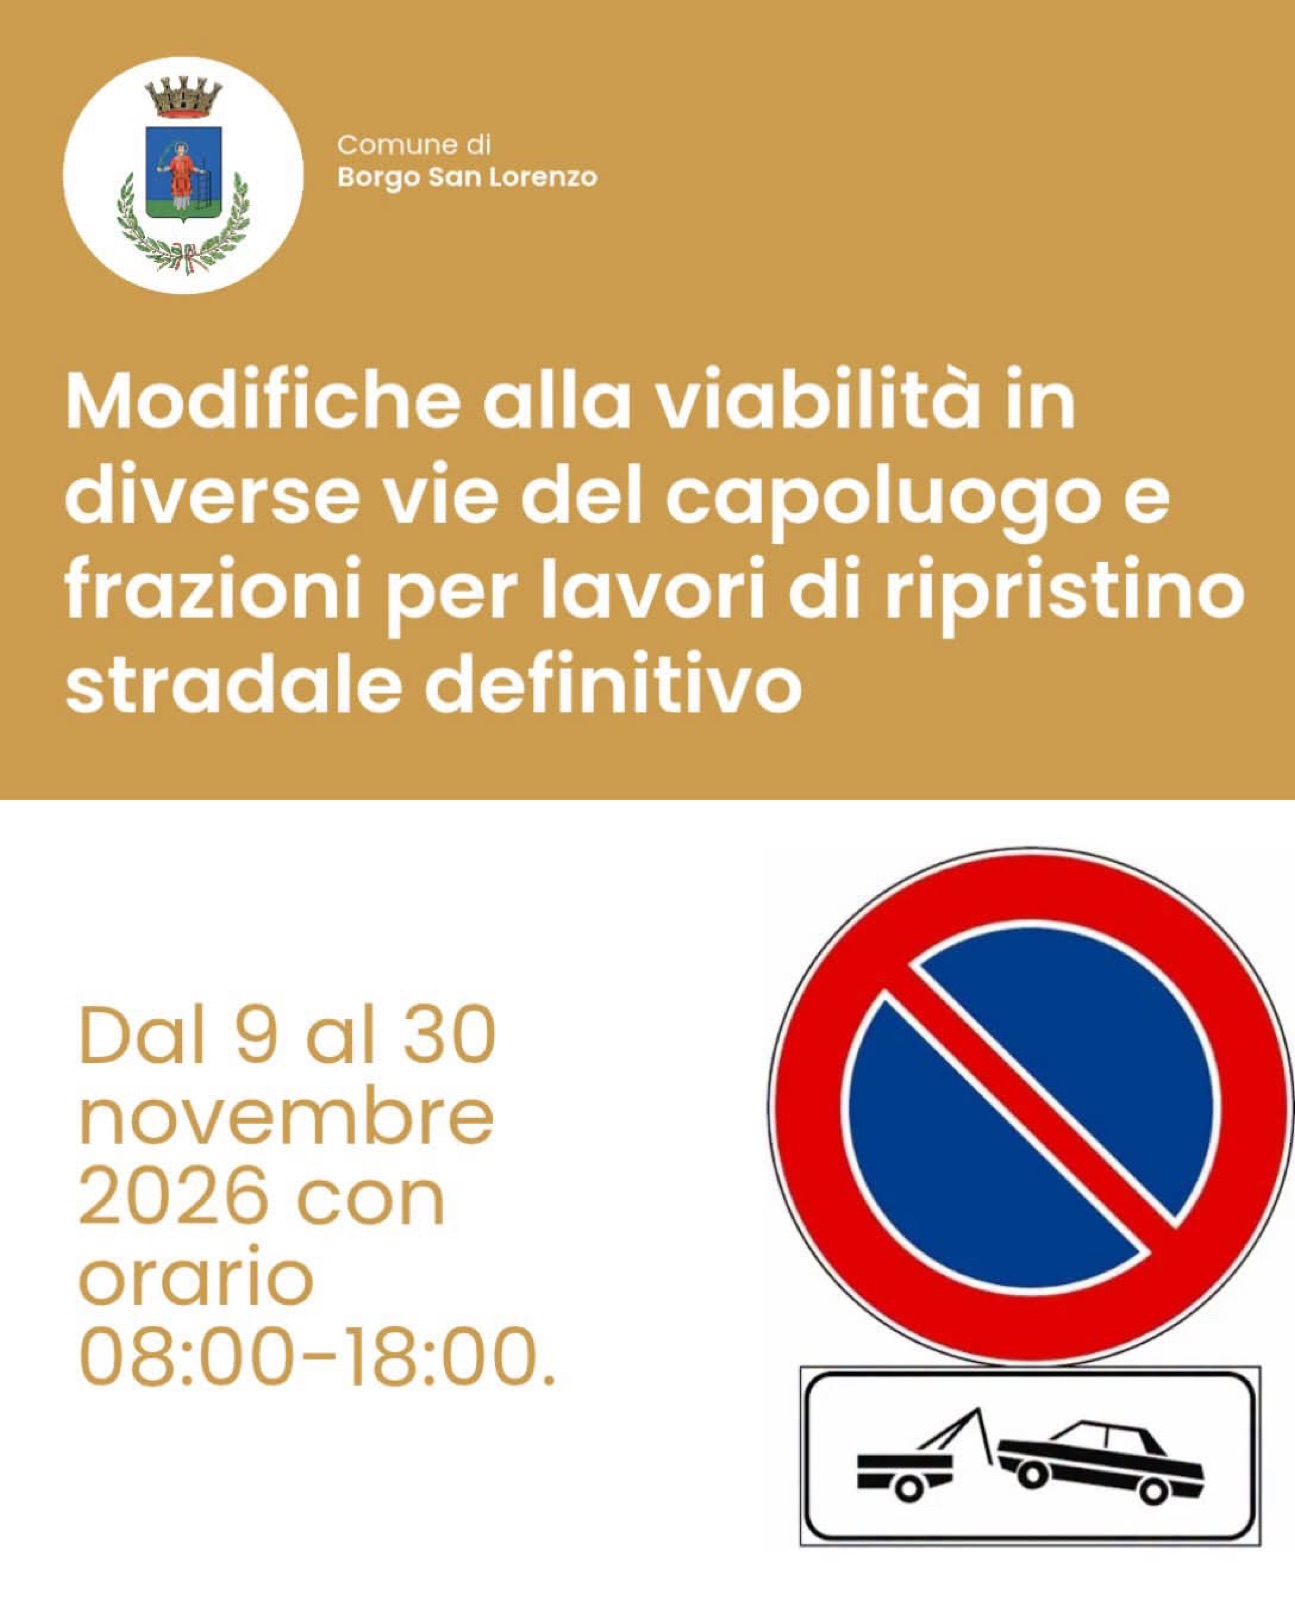 Comune di
Borgo San Lorenzo
Modifiche alla viabilità in
diverse vie del capoluogo e
frazioni per lavori di ripristino
stradale definitivo
Dal 9 al 30
novembre
2026 con
orario
08:00-18:00.